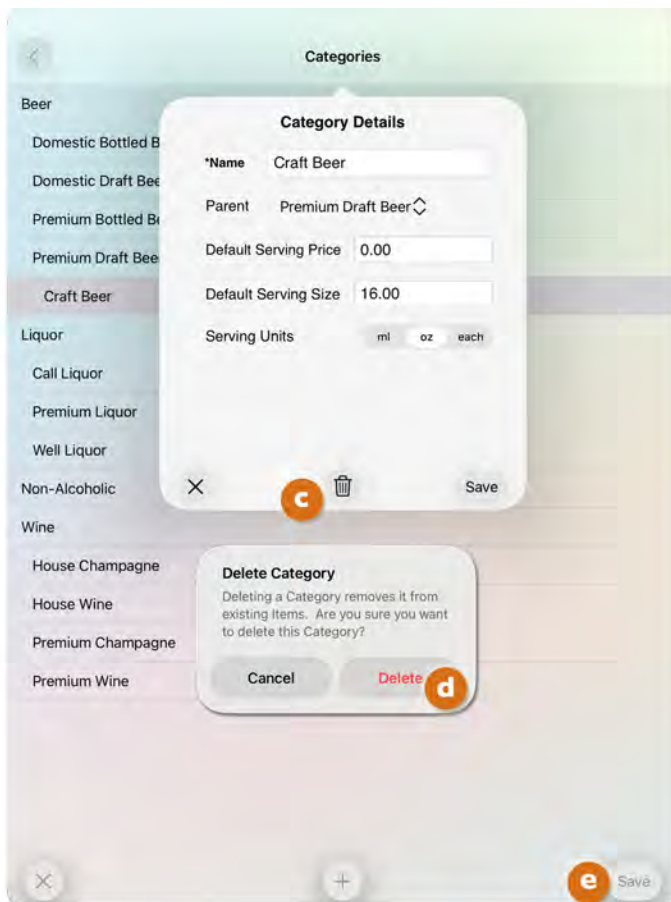 Categories
Beer
Domestic Bottled B
Domestic Draft Bee
Premium Bottled Be
Premium Draft Bee
Craft Beer
Liquor
Call Liquor
Premium Liquor
Well Liquor
Non-Alcoholic
Wine
House Champagne
House Wine
Premium Champagne
Premium Wine
Category Details
*Name Craft Beer
Parent Premium Draft Beer
Default Serving Price 0.00
Default Serving Size 16.00
Serving Units ml oz each
c Save
Delete Category
Deleting a Category removes it from
existing Items. Are you sure you want
to delete this Category?
Cancel Delete d
e Save